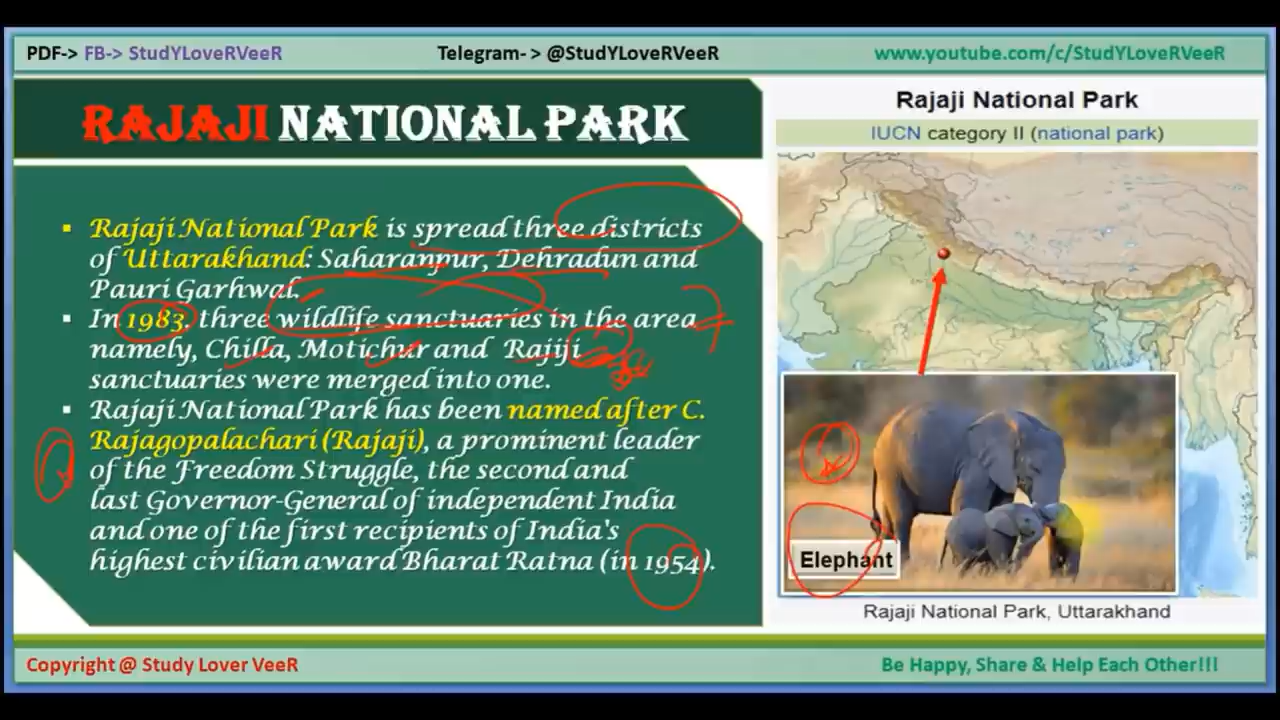 PDF-> FB-> StudYLoveRVeeR
Telegram- > @StudYLoveRVeeR
www.youtube.com/c/StudYLoveRVeeR
RAJAJI NATIONAL PARK
Rajaji National Park
IUCN category II (national park)
▪ Rajaji National Park is spread three districts
of Uttarakhand: Saharanpur, Dehradun and
Pauri Garhwal.
▪ In 1983, three wildlife sanctuaries in the area
namely, Chilla, Motichur and Rajiji
sanctuaries were merged into one.
▪ Rajaji National Park has been named after C.
Rajagopalachari (Rajaji), a prominent leader
of the Freedom Struggle, the second and
last Governor-General of independent India
and one of the first recipients of India's
highest civilian award Bharat Ratna (in 1954).
Elephant
Rajaji National Park, Uttarakhand
Copyright @ Study Lover VeeR
Be Happy, Share & Help Each Other!!!